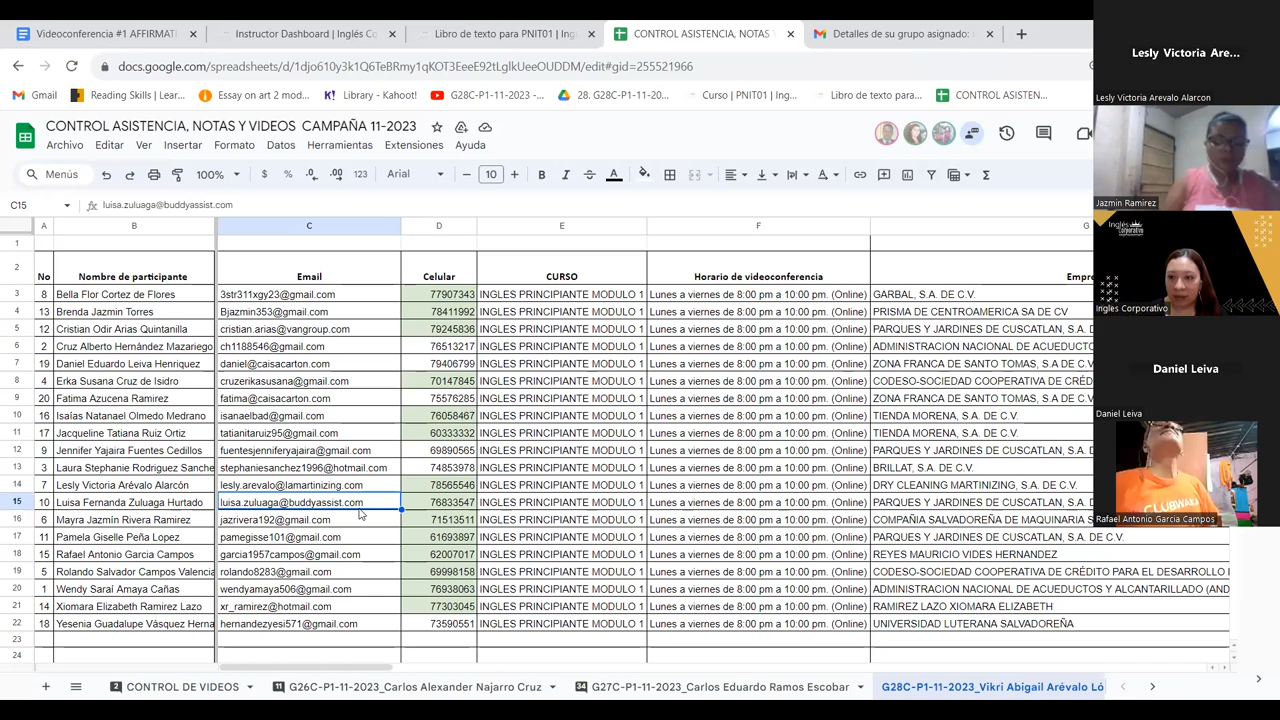 Videoconferencia #1 AFFIRMATI
Instructor Dashboard | Inglés Co
Libro de texto para PNIT01 | Ing
CONTROL ASISTENCIA, NOTAS Y
Detalles de su grupo asignado:
docs.google.com/spreadsheets/d/1djo610y3k1Q6TeBRmy1qKOT3EeeE92tLglkUeeOUDDM/edit#gid=255521966
Gmail
Reading Skills | Lear...
Essay on art 2 mod...
Library - Kahoot!
G28C-P1-11-2023 -...
28. G28C-P1-11-20...
Curso | PNIT01 | Ing...
Libro de texto para...
CONTROL ASISTEN...
CONTROL ASISTENCIA, NOTAS Y VIDEOS CAMPAÑA 11-2023
Archivo Editar Ver Insertar Formato Datos Herramientas Extensiones Ayuda
Menús 100% $ % .0 .00 123 Arial 10 B I A
C15 fx luisa.zuluaga@buddyassist.com
A B C D E F G
1
2 No Nombre de participante Email Celular CURSO Horario de videoconferencia Empre
3 8 Bella Flor Cortez de Flores 3str311xgy23@gmail.com 77907343 INGLES PRINCIPIANTE MODULO 1 Lunes a viernes de 8:00 pm a 10:00 pm. (Online) GARBAL, S.A. DE C.V.
4 13 Brenda Jazmin Torres Bjazmin353@gmail.com 78411992 INGLES PRINCIPIANTE MODULO 1 Lunes a viernes de 8:00 pm a 10:00 pm. (Online) PRISMA DE CENTROAMERICA SA DE CV
5 12 Cristian Odir Arias Quintanilla cristian.arias@vangroup.com 79245836 INGLES PRINCIPIANTE MODULO 1 Lunes a viernes de 8:00 pm a 10:00 pm. (Online) PARQUES Y JARDINES DE CUSCATLAN, S.A. D
6 2 Cruz Alberto Hernández Mazariego ch1188546@gmail.com 76513217 INGLES PRINCIPIANTE MODULO 1 Lunes a viernes de 8:00 pm a 10:00 pm. (Online) ADMINISTRACION NACIONAL DE ACUEDUCTO
7 19 Daniel Eduardo Leiva Henriquez daniel@caisacarton.com 79406799 INGLES PRINCIPIANTE MODULO 1 Lunes a viernes de 8:00 pm a 10:00 pm. (Online) ZONA FRANCA DE SANTO TOMAS, S.A DE C.V.
8 4 Erka Susana Cruz de Isidro cruzerikasusana@gmail.com 70147845 INGLES PRINCIPIANTE MODULO 1 Lunes a viernes de 8:00 pm a 10:00 pm. (Online) CODESO-SOCIEDAD COOPERATIVA DE CRÉD
9 20 Fatima Azucena Ramirez fatima@caisacarton.com 75576285 INGLES PRINCIPIANTE MODULO 1 Lunes a viernes de 8:00 pm a 10:00 pm. (Online) ZONA FRANCA DE SANTO TOMAS, S.A DE C.V.
10 16 Isaías Natanael Olmedo Medrano isanaelbad@gmail.com 76058467 INGLES PRINCIPIANTE MODULO 1 Lunes a viernes de 8:00 pm a 10:00 pm. (Online) TIENDA MORENA, S.A. DE C.V.
11 17 Jacqueline Tatiana Ruiz Ortiz tatianitaruiz95@gmail.com 60333332 INGLES PRINCIPIANTE MODULO 1 Lunes a viernes de 8:00 pm a 10:00 pm. (Online) TIENDA MORENA, S.A. DE C.V.
12 9 Jennifer Yajaira Fuentes Cedillos fuentesjenniferyajaira@gmail.com 69890565 INGLES PRINCIPIANTE MODULO 1 Lunes a viernes de 8:00 pm a 10:00 pm. (Online) PARQUES Y JARDINES DE CUSCATLAN, S.A. D
13 3 Laura Stephanie Rodriguez Sanche stephaniesanchez1996@hotmail.com 74853978 INGLES PRINCIPIANTE MODULO 1 Lunes a viernes de 8:00 pm a 10:00 pm. (Online) BRILLAT, S.A. DE C.V.
14 7 Lesly Victoria Arévalo Alarcón lesly.arevalo@lamartinizing.com 78565546 INGLES PRINCIPIANTE MODULO 1 Lunes a viernes de 8:00 pm a 10:00 pm. (Online) DRY CLEANING MARTINIZING, S.A. DE C.V.
15 10 Luisa Fernanda Zuluaga Hurtado luisa.zuluaga@buddyassist.com 76833547 INGLES PRINCIPIANTE MODULO 1 Lunes a viernes de 8:00 pm a 10:00 pm. (Online) PARQUES Y JARDINES DE CUSCATLAN, S.A. D
16 6 Mayra Jazmín Rivera Ramirez jazrivera192@gmail.com 71513511 INGLES PRINCIPIANTE MODULO 1 Lunes a viernes de 8:00 pm a 10:00 pm. (Online) COMPAÑIA SALVADOREÑA DE MAQUINARIA S
17 11 Pamela Giselle Peña Lopez pamegisse101@gmail.com 61693897 INGLES PRINCIPIANTE MODULO 1 Lunes a viernes de 8:00 pm a 10:00 pm. (Online) PARQUES Y JARDINES DE CUSCATLAN, S.A. DE C.V.
18 15 Rafael Antonio Garcia Campos garcia1957campos@gmail.com 62007017 INGLES PRINCIPIANTE MODULO 1 Lunes a viernes de 8:00 pm a 10:00 pm. (Online) REYES MAURICIO VIDES HERNANDEZ
19 5 Rolando Salvador Campos Valencia rolando8283@gmail.com 69998158 INGLES PRINCIPIANTE MODULO 1 Lunes a viernes de 8:00 pm a 10:00 pm. (Online) CODESO-SOCIEDAD COOPERATIVA DE CRÉDITO PARA EL DESARROLLO
20 1 Wendy Saraí Amaya Cañas wendyamaya506@gmail.com 76938063 INGLES PRINCIPIANTE MODULO 1 Lunes a viernes de 8:00 pm a 10:00 pm. (Online) ADMINISTRACION NACIONAL DE ACUEDUCTOS Y ALCANTARILLADO (AND
21 14 Xiomara Elizabeth Ramirez Lazo xr_ramirez@hotmail.com 77303045 INGLES PRINCIPIANTE MODULO 1 Lunes a viernes de 8:00 pm a 10:00 pm. (Online) RAMIREZ LAZO XIOMARA ELIZABETH
22 18 Yesenia Guadalupe Vásquez Herna hernandezyesi571@gmail.com 73590551 INGLES PRINCIPIANTE MODULO 1 Lunes a viernes de 8:00 pm a 10:00 pm. (Online) UNIVERSIDAD LUTERANA SALVADOREÑA
23
24
2 CONTROL DE VIDEOS
11 G26C-P1-11-2023_Carlos Alexander Najarro Cruz
34 G27C-P1-11-2023_Carlos Eduardo Ramos Escobar
G28C-P1-11-2023_Vikri Abigail Arévalo Ló
Lesly Victoria Are...
Lesly Victoria Arevalo Alarcon
Jazmin Ramirez
Inglés
Corporativo
Ingles Corporativo
Daniel Leiva
Daniel Leiva
CLUBWAA
Rafael Antonio Garcia Campos